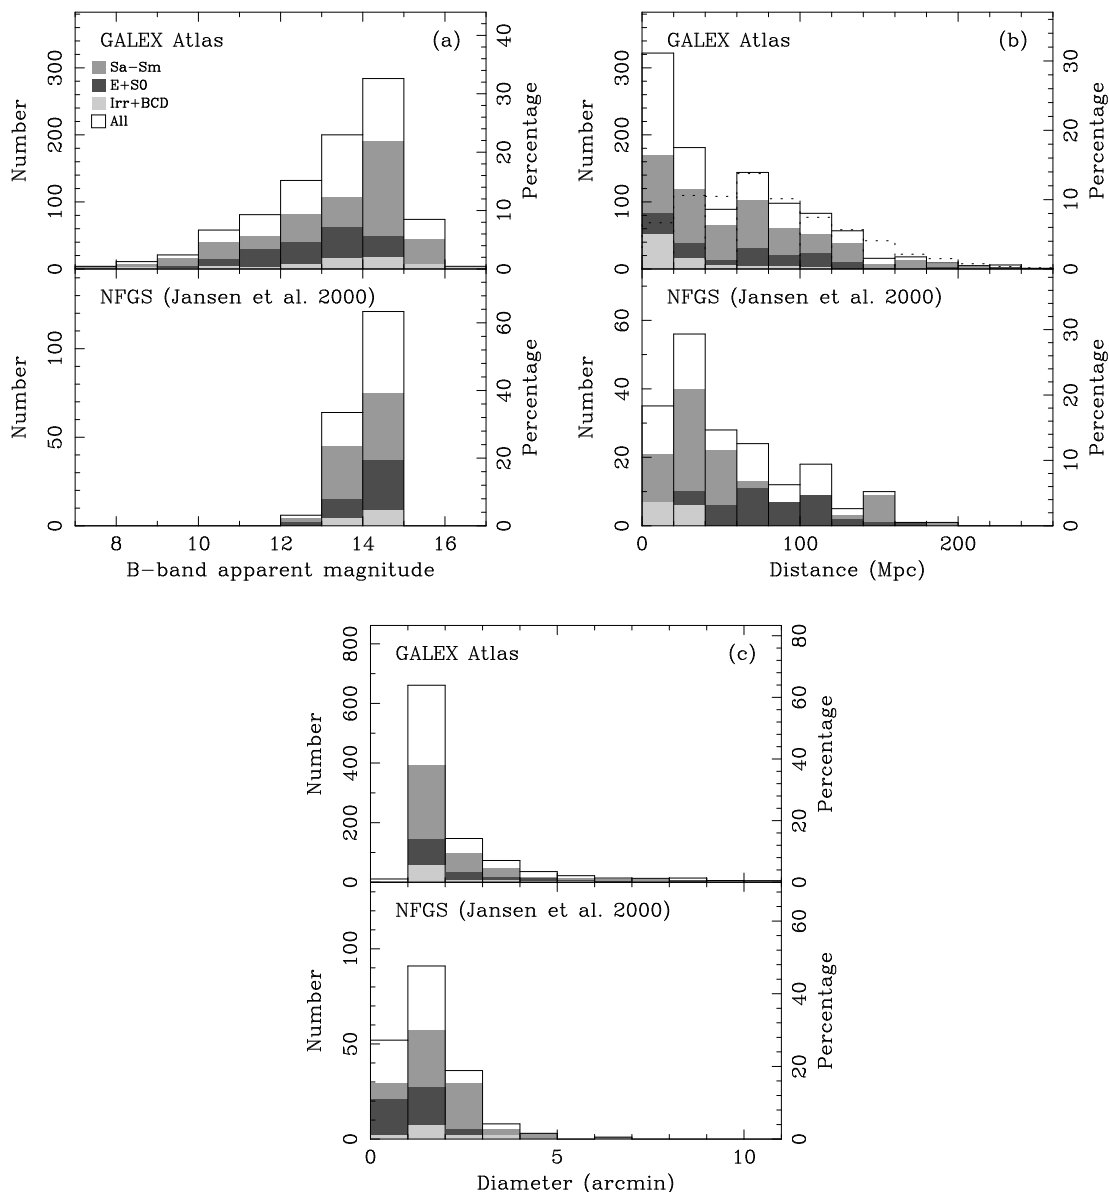 GALEX Atlas (a)
Sa-Sm
E+S0
Irr+BCD
All
Number
0 100 200 300
Percentage
0 10 20 30 40
NFGS (Jansen et al. 2000)
Number
0 50 100
Percentage
0 20 40 60
8 10 12 14 16
B-band apparent magnitude
GALEX Atlas (b)
Number
0 100 200 300
Percentage
0 10 20 30
NFGS (Jansen et al. 2000)
Number
0 20 40 60
Percentage
0 10 20 30
0 100 200
Distance (Mpc)
GALEX Atlas (c)
Number
0 200 400 600 800
Percentage
0 20 40 60 80
NFGS (Jansen et al. 2000)
Number
0 50 100
Percentage
0 20 40 60
0 5 10
Diameter (arcmin)